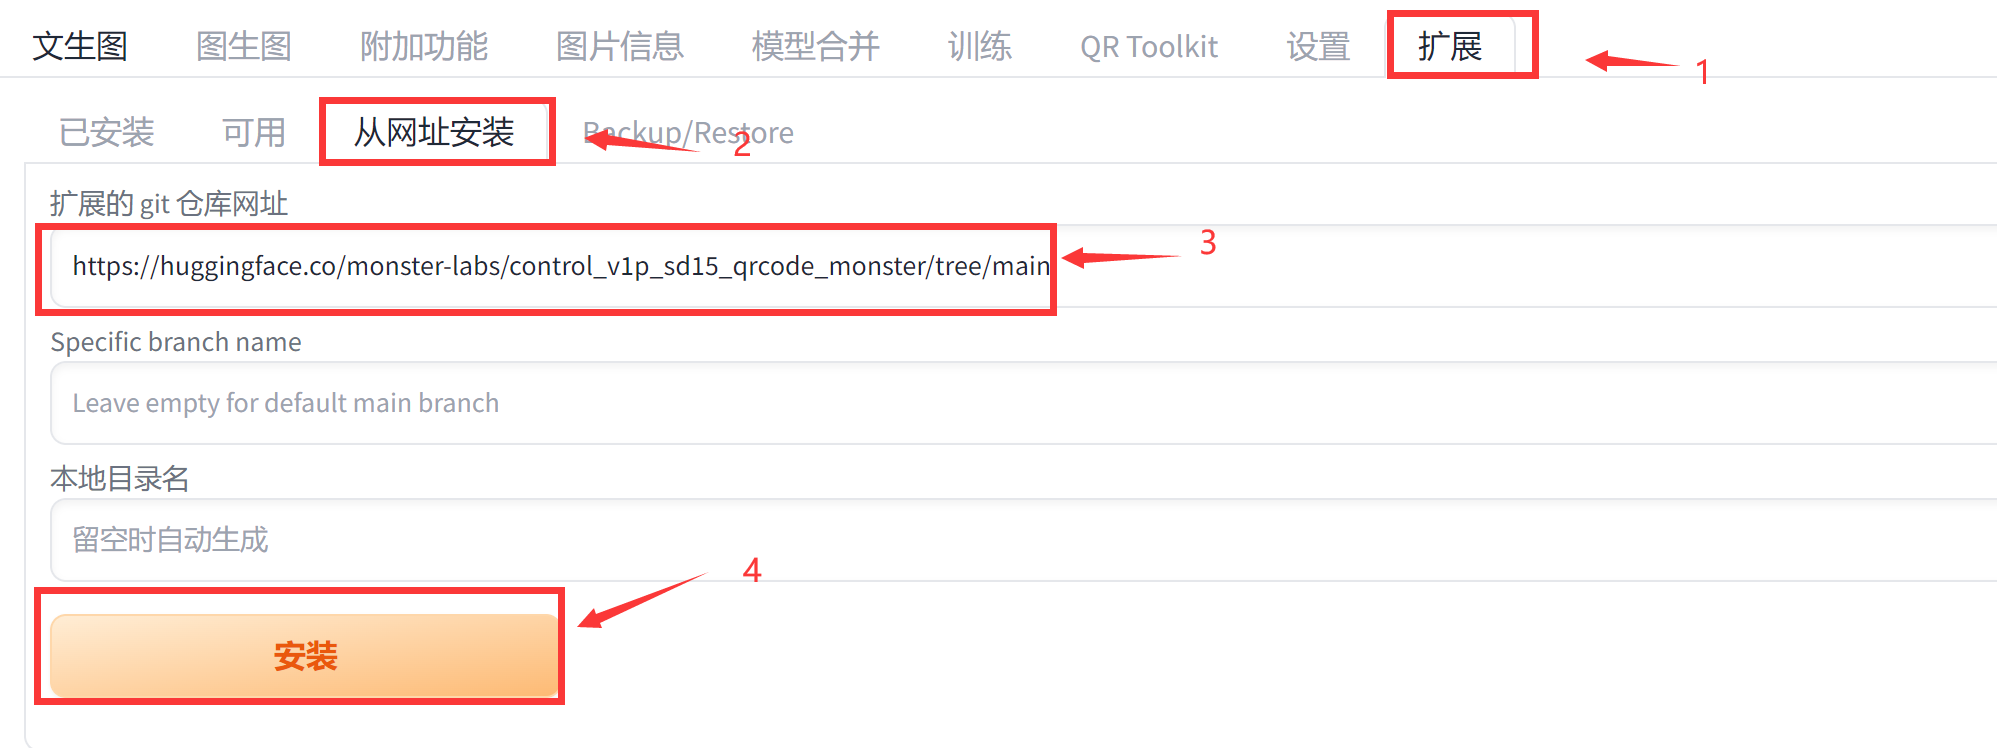 文生图 图生图 附加功能 图片信息 模型合并 训练 QR Toolkit 设置 扩展 1
已安装 可用 从网址安装 Backup/Restore 2
扩展的 git 仓库网址
https://huggingface.co/monster-labs/control_v1p_sd15_qrcode_monster/tree/main 3
Specific branch name
Leave empty for default main branch
本地目录名
留空时自动生成
4
安装